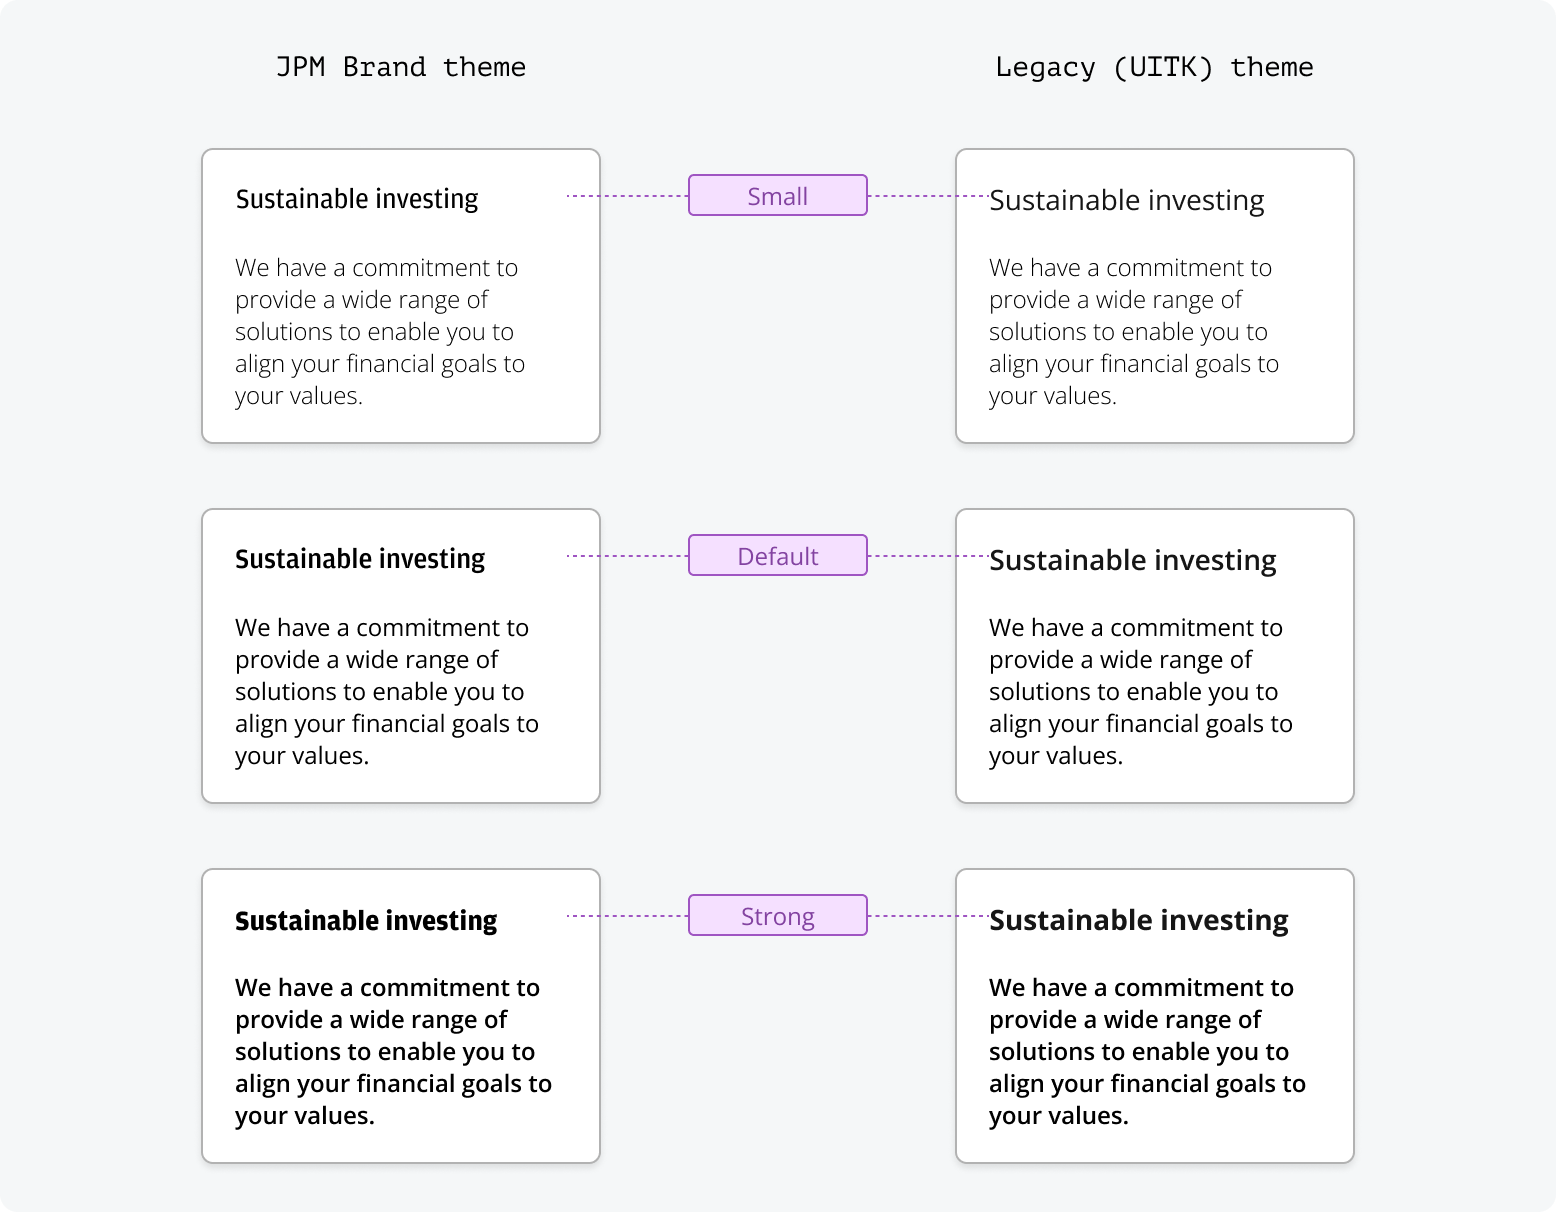 JPM Brand theme
Legacy (UITK) theme
Sustainable investing
We have a commitment to
provide a wide range of
solutions to enable you to
align your financial goals to
your values.
Small
Sustainable investing
We have a commitment to
provide a wide range of
solutions to enable you to
align your financial goals to
your values.
Sustainable investing
We have a commitment to
provide a wide range of
solutions to enable you to
align your financial goals to
your values.
Default
Sustainable investing
We have a commitment to
provide a wide range of
solutions to enable you to
align your financial goals to
your values.
Sustainable investing
We have a commitment to
provide a wide range of
solutions to enable you to
align your financial goals to
your values.
Strong
Sustainable investing
We have a commitment to
provide a wide range of
solutions to enable you to
align your financial goals to
your values.